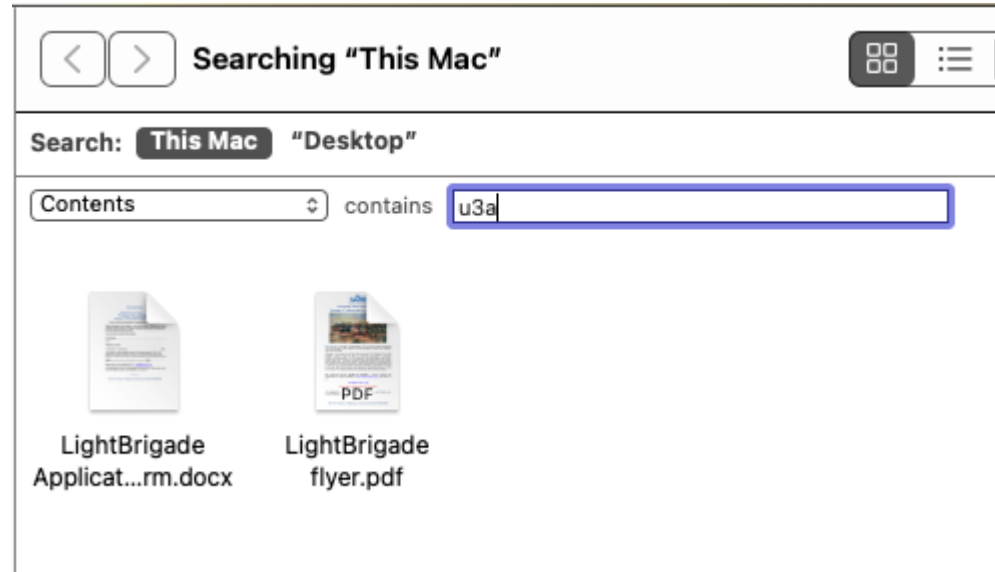 Searching “This Mac”
Search: This Mac “Desktop”
Contents contains u3a
PDF
LightBrigade
Applicat...rm.docx
LightBrigade
flyer.pdf